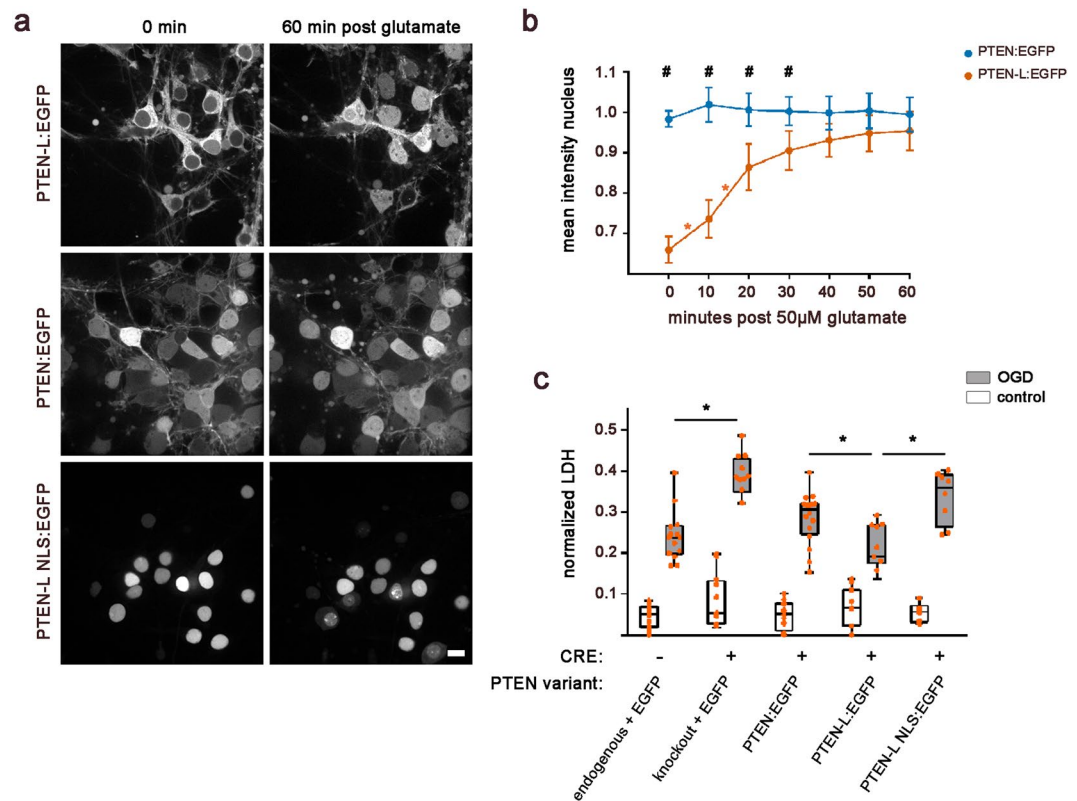 a
0 min
60 min post glutamate
PTEN-L:EGFP
PTEN:EGFP
PTEN-L NLS:EGFP
b
PTEN:EGFP
PTEN-L:EGFP
mean intensity nucleus
1.1
1.0
0.9
0.8
0.7
# # # #
* *
0 10 20 30 40 50 60
minutes post 50µM glutamate
c
OGD
control
normalized LDH
0.5
0.4
0.3
0.2
0.1
* * *
CRE: - + + + +
PTEN variant:
endogenous + EGFP
knockout + EGFP
PTEN:EGFP
PTEN-L:EGFP
PTEN-L NLS:EGFP